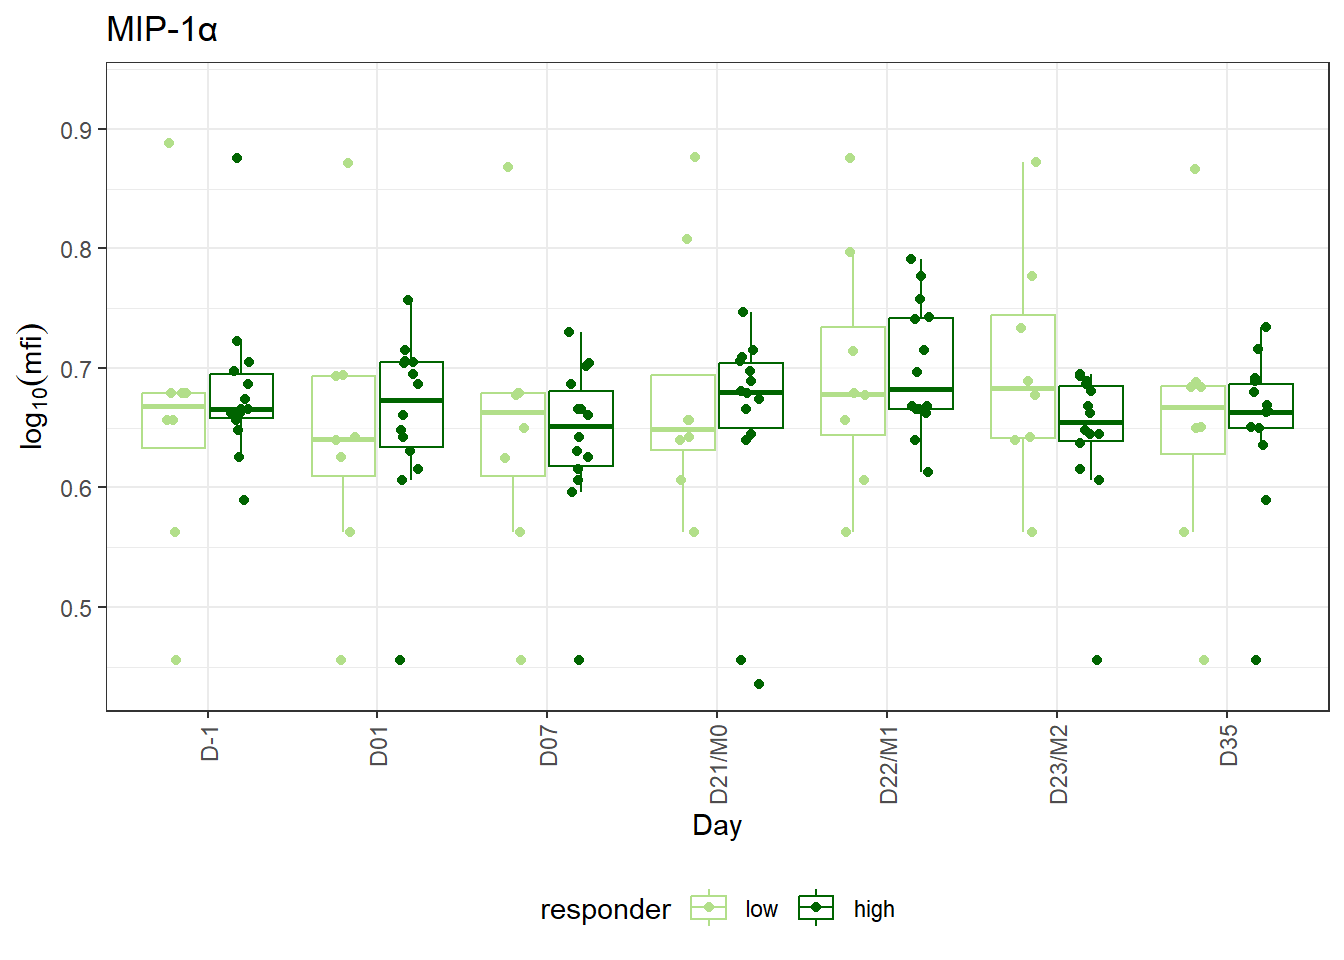 MIP-1α
log10(mfi)
0.9
0.8
0.7
0.6
0.5
D-1
D01
D07
D21/M0
D22/M1
D23/M2
D35
Day
responder low high